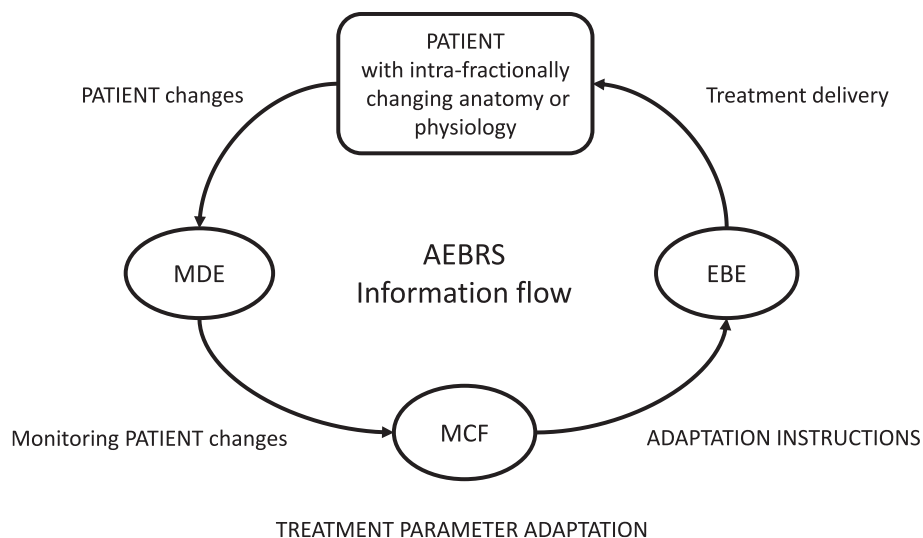 PATIENT
with intra-fractionally
changing anatomy or
physiology
PATIENT changes
Treatment delivery
MDE
AEBRS
Information flow
EBE
Monitoring PATIENT changes
MCF
ADAPTATION INSTRUCTIONS
TREATMENT PARAMETER ADAPTATION